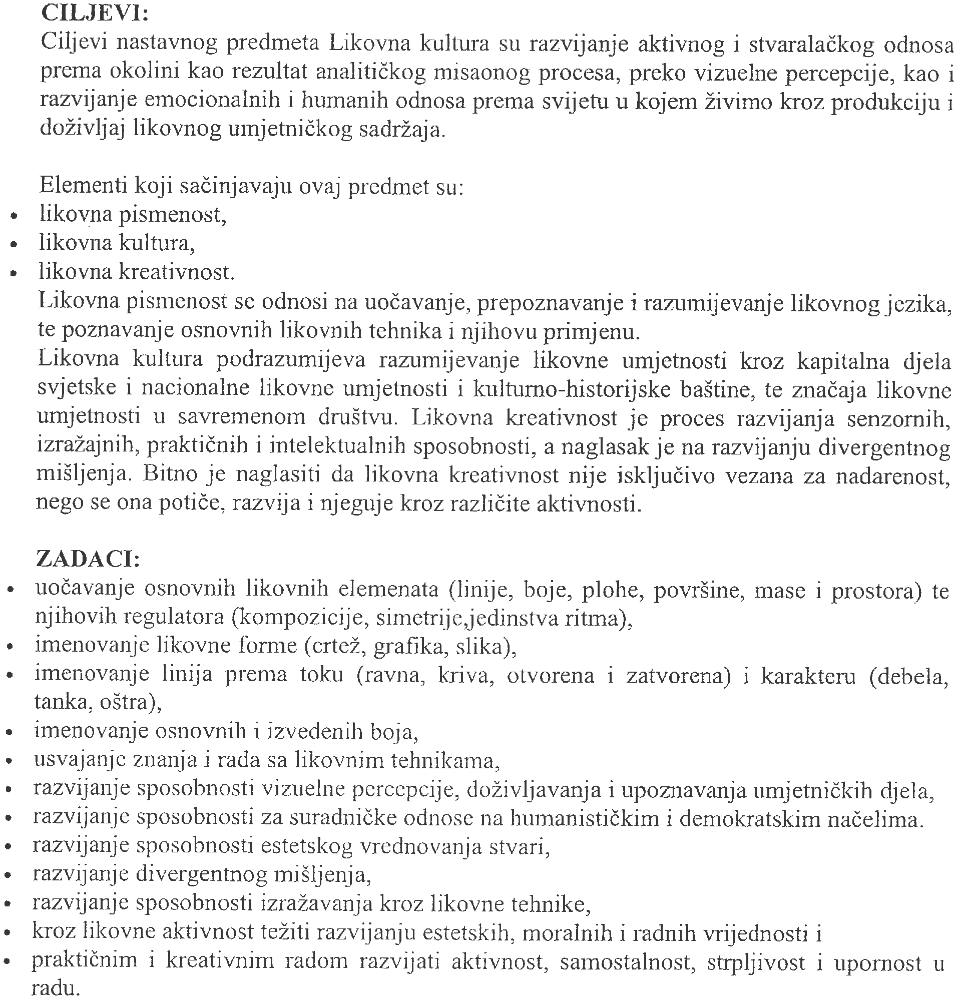 CILJEVI:
Ciljevi nastavnog predmeta Likovna kultura su razvijanje aktivnog i stvaralačkog odnosa
prema okolini kao rezultat analitičkog misaonog procesa, preko vizuelne percepcije, kao i
razvijanje emocionalnih i humanih odnosa prema svijetu u kojem živimo kroz produkciju i
doživljaj likovnog umjetničkog sadržaja.
Elementi koji sačinjavaju ovaj predmet su:
• likovna pismenost,
• likovna kultura,
• likovna kreativnost.
Likovna pismenost se odnosi na uočavanje, prepoznavanje i razumijevanje likovnog jezika,
te poznavanje osnovnih likovnih tehnika i njihovu primjenu.
Likovna kultura podrazumijeva razumijevanje likovne umjetnosti kroz kapitalna djela
svjetske i nacionalne likovne umjetnosti i kulturno-historijske baštine, te značaja likovne
umjetnosti u savremenom društvu. Likovna kreativnost je proces razvijanja senzornih,
izražajnih, praktičnih i intelektualnih sposobnosti, a naglasak je na razvijanju divergentnog
mišljenja. Bitno je naglasiti da likovna kreativnost nije isključivo vezana za nadarenost,
nego se ona potiče, razvija i njeguje kroz različite aktivnosti.
ZADACI:
• uočavanje osnovnih likovnih elemenata (linije, boje, plohe, površine, mase i prostora) te
njihovih regulatora (kompozicije, simetrije,jedinstva ritma),
• imenovanje likovne forme (crtež, grafika, slika),
• imenovanje linija prema toku (ravna, kriva, otvorena i zatvorena) i karakteru (debela,
tanka, oštra),
• imenovanje osnovnih i izvedenih boja,
• usvajanje znanja i rada sa likovnim tehnikama,
• razvijanje sposobnosti vizuelne percepcije, doživljavanja i upoznavanja umjetničkih djela,
• razvijanje sposobnosti za suradničke odnose na humanističkim i demokratskim načelima.
• razvijanje sposobnosti estetskog vrednovanja stvari,
• razvijanje divergentnog mišljenja,
• razvijanje sposobnosti izražavanja kroz likovne tehnike,
• kroz likovne aktivnost težiti razvijanju estetskih, moralnih i radnih vrijednosti i
• praktičnim i kreativnim radom razvijati aktivnost, samostalnost, strpljivost i upornost u
radu.